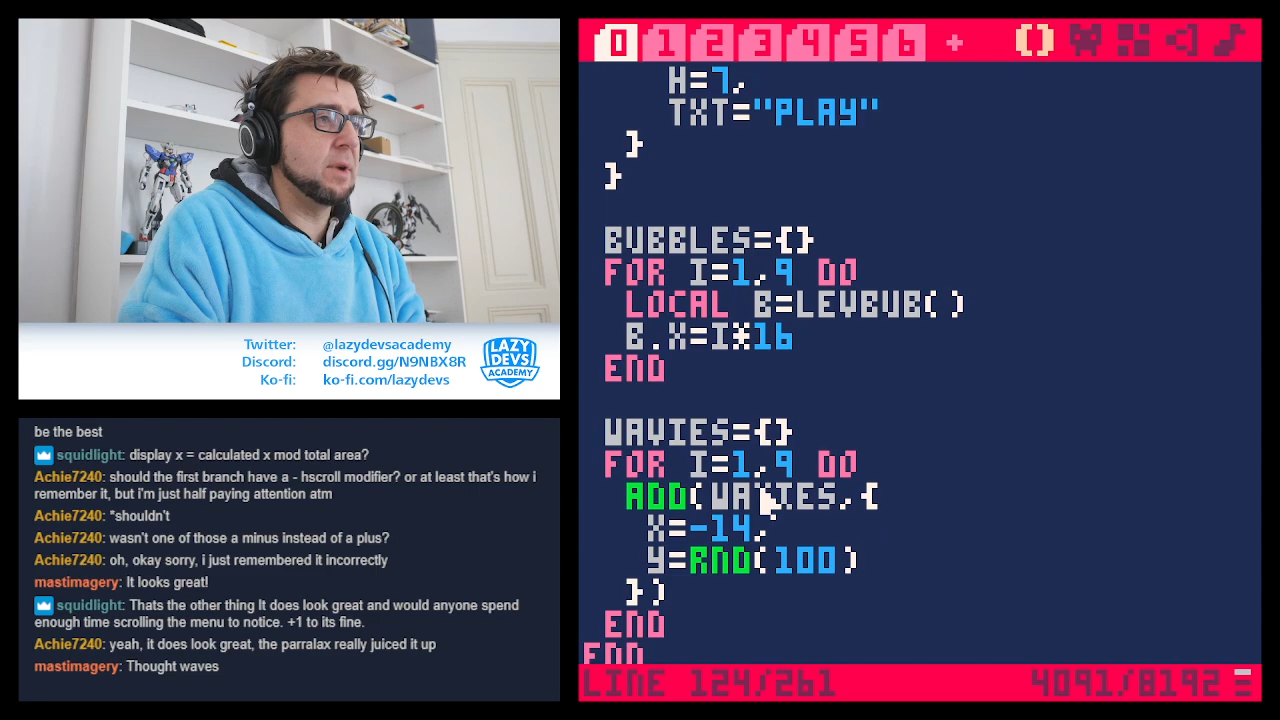 Twitter: @lazydevsacademy
Discord: discord.gg/N9NBX8R
Ko-fi: ko-fi.com/lazydevs
LAZY
DEVS
ACADEMY
be the best
squidlight: display x = calculated x mod total area?
Achie7240: should the first branch have a - hscroll modifier? or at least that's how i
remember it, but i'm just half paying attention atm
Achie7240: *shouldn't
Achie7240: wasn't one of those a minus instead of a plus?
Achie7240: oh, okay sorry, i just remembered it incorrectly
mastimagery: It looks great!
squidlight: Thats the other thing It does look great and would anyone spend
enough time scrolling the menu to notice. +1 to its fine.
Achie7240: yeah, it does look great, the parralax really juiced it up
mastimagery: Thought waves
0 1 2 3 4 5 6 +
H=7,
TXT="PLAY"
}
}
BUBBLES={}
FOR I=1,9 DO
LOCAL B=LEVBUB()
B.X=I*16
END
WAVIES={}
FOR I=1,9 DO
ADD(WAVIES,{
X=-14,
Y=RND(100)
})
END
END
LINE 124/261 4091/8192